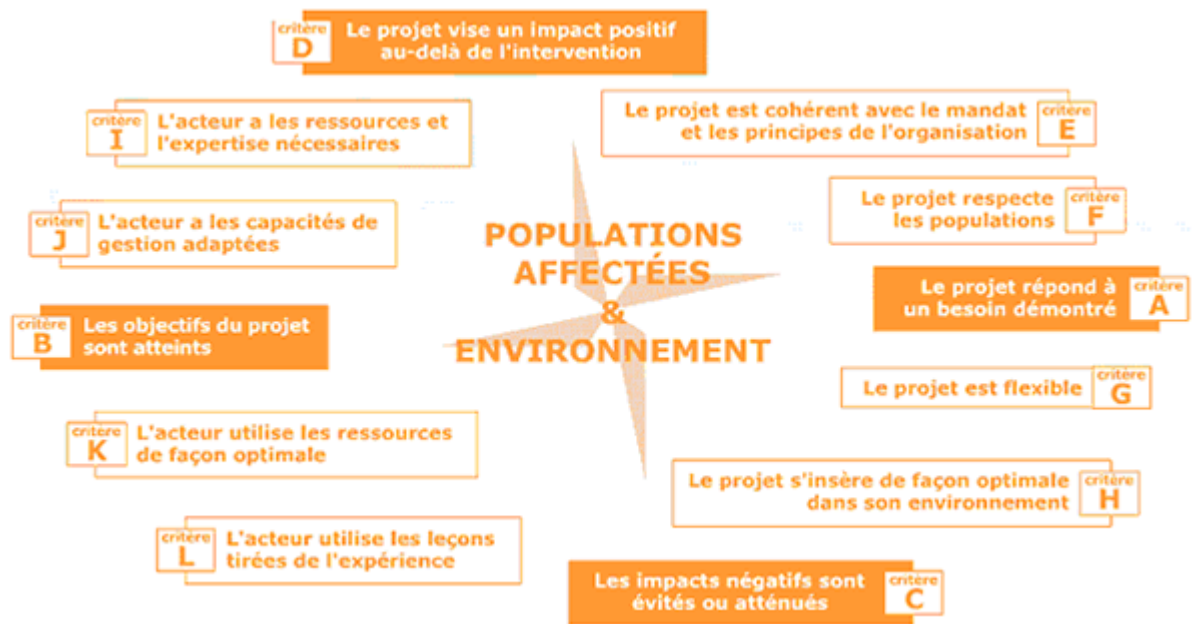 critère
D
Le projet vise un impact positif
au-delà de l'intervention
critère
I
L'acteur a les ressources et
l'expertise nécessaires
Le projet est cohérent avec le mandat
et les principes de l'organisation
critère
E
critère
J
L'acteur a les capacités de
gestion adaptées
Le projet respecte
les populations
critère
F
POPULATIONS
AFFECTÉES
&
ENVIRONNEMENT
critère
B
Les objectifs du projet
sont atteints
Le projet répond à
un besoin démontré
critère
A
Le projet est flexible
critère
G
critère
K
L'acteur utilise les ressources
de façon optimale
Le projet s'insère de façon optimale
dans son environnement
critère
H
critère
L
L'acteur utilise les leçons
tirées de l'expérience
Les impacts négatifs sont
évités ou atténués
critère
C